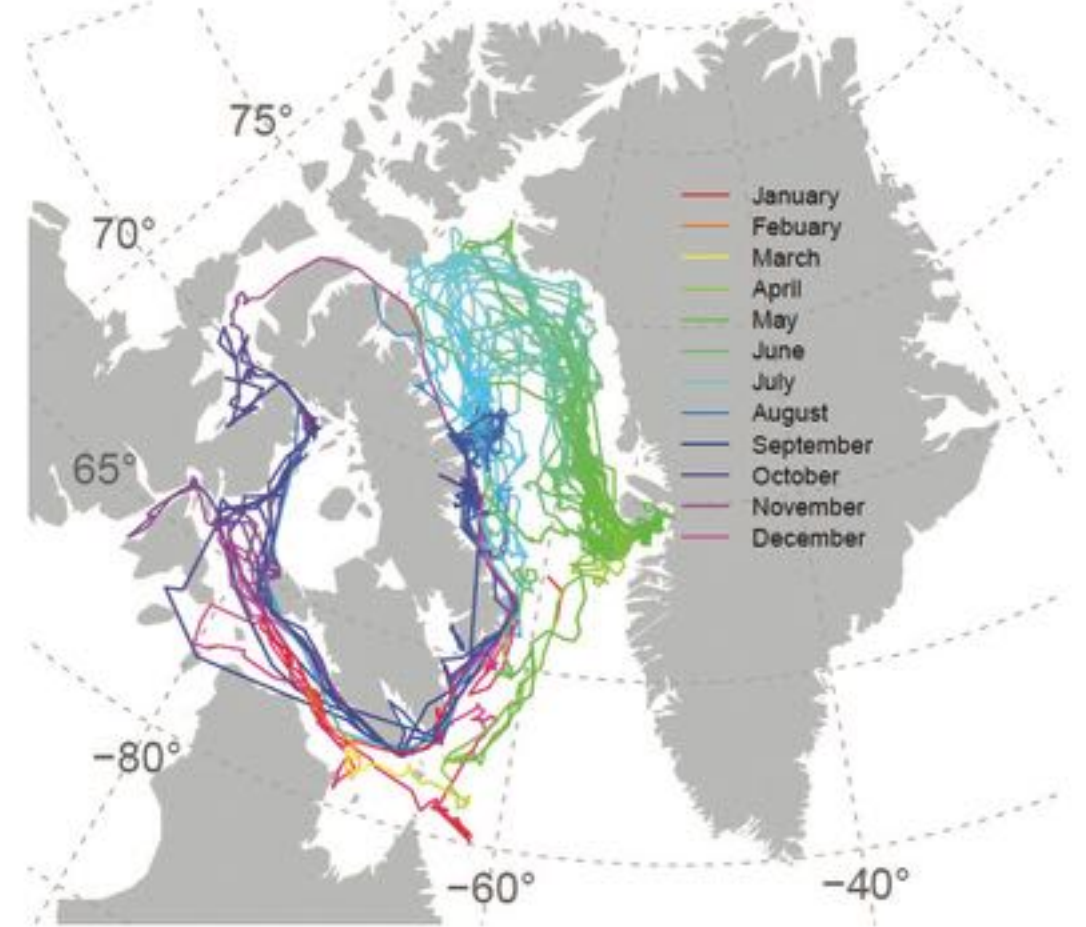 75°
70°
January
Febuary
March
April
May
June
July
August
September
65°
October
November
December
−80°
−60°
−40°